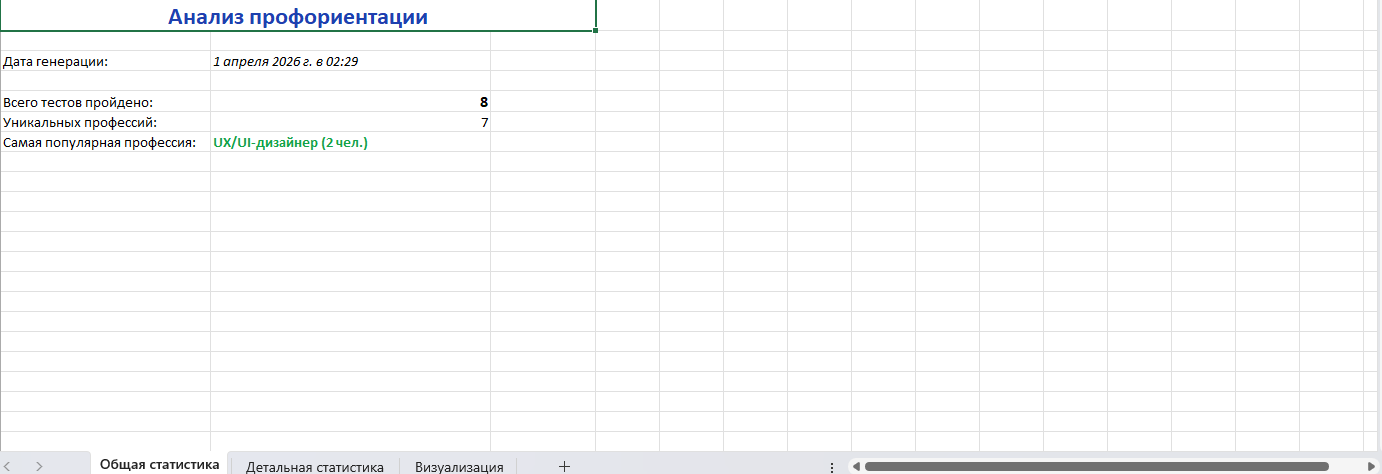 Анализ профориентации
Дата генерации: 1 апреля 2026 г. в 02:29
Всего тестов пройдено: 8
Уникальных профессий: 7
Самая популярная профессия: UX/UI-дизайнер (2 чел.)
Общая статистика Детальная статистика Визуализация